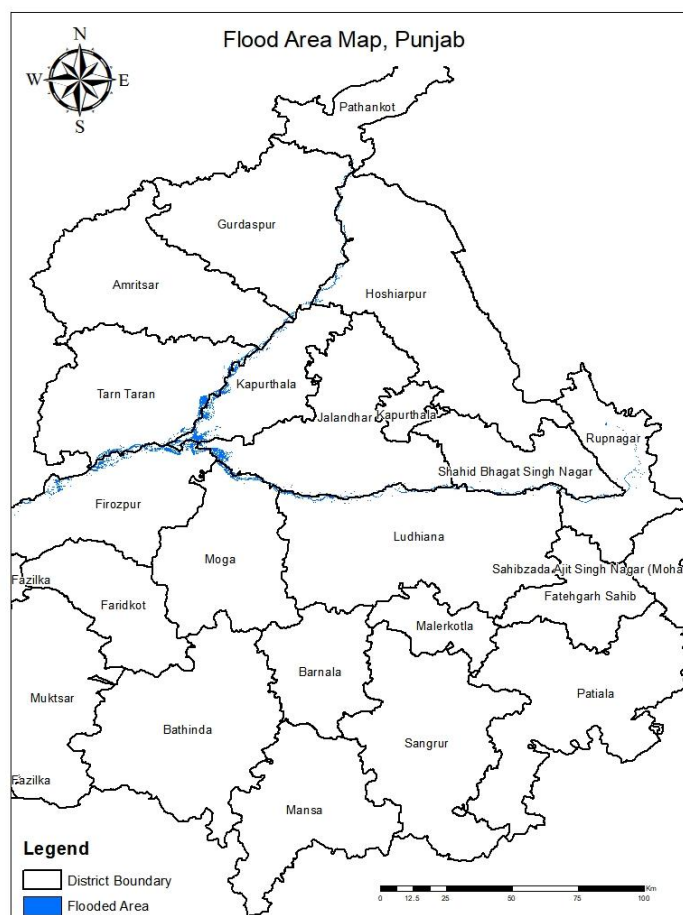 Flood Area Map, Punjab
N
W E
S
Pathankot
Gurdaspur
Amritsar
Hoshiarpur
Tarn Taran
Kapurthala
Jalandhar
Kapurthala
Rupnagar
Shahid Bhagat Singh Nagar
Firozpur
Ludhiana
Moga
Sahibzada Ajit Singh Nagar (Moha
Fazilka
Fatehgarh Sahib
Faridkot
Malerkotla
Barnala
Muktsar
Patiala
Bathinda
Sangrur
Fazilka
Mansa
Legend
District Boundary
Flooded Area
Km
0 12.5 25 50 75 100